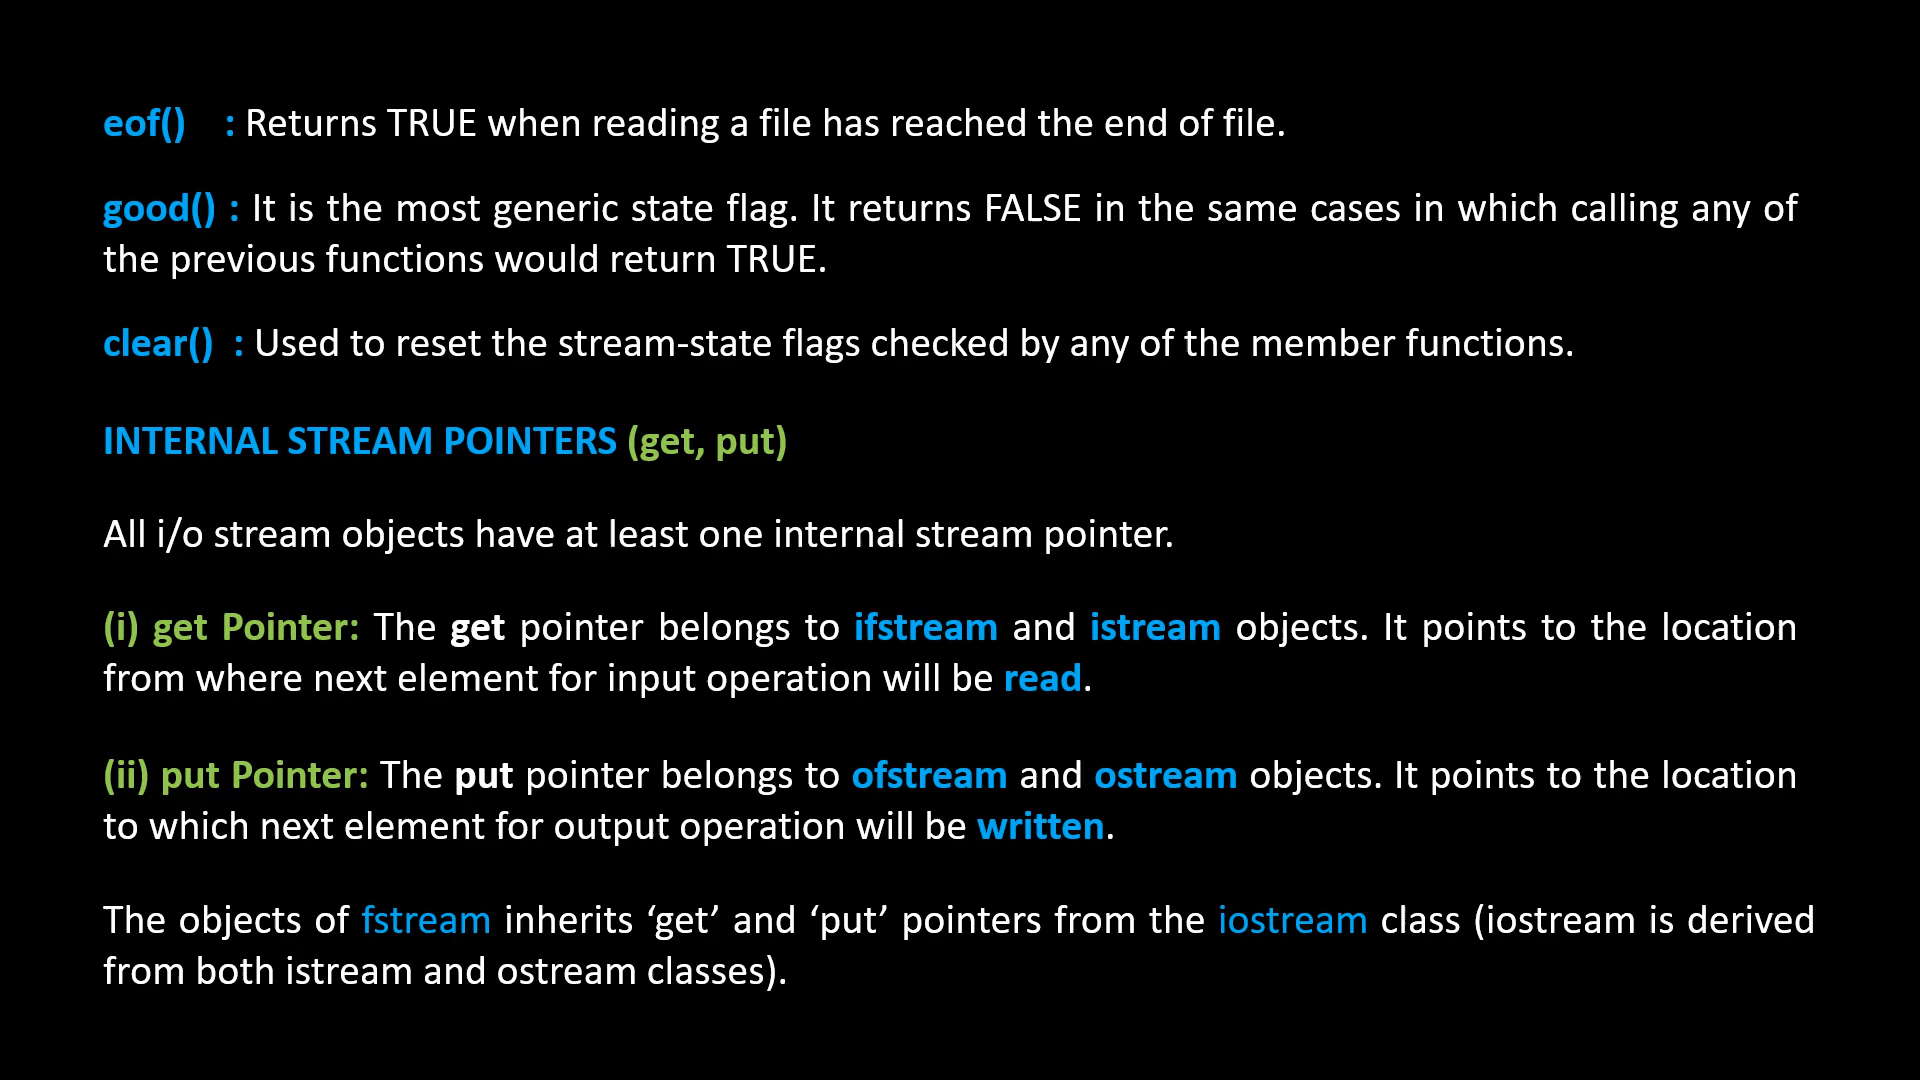 eof() : Returns TRUE when reading a file has reached the end of file.
good() : It is the most generic state flag. It returns FALSE in the same cases in which calling any of
the previous functions would return TRUE.
clear() : Used to reset the stream-state flags checked by any of the member functions.
INTERNAL STREAM POINTERS (get, put)
All i/o stream objects have at least one internal stream pointer.
(i) get Pointer: The get pointer belongs to ifstream and istream objects. It points to the location
from where next element for input operation will be read.
(ii) put Pointer: The put pointer belongs to ofstream and ostream objects. It points to the location
to which next element for output operation will be written.
The objects of fstream inherits ‘get’ and ‘put’ pointers from the iostream class (iostream is derived
from both istream and ostream classes).